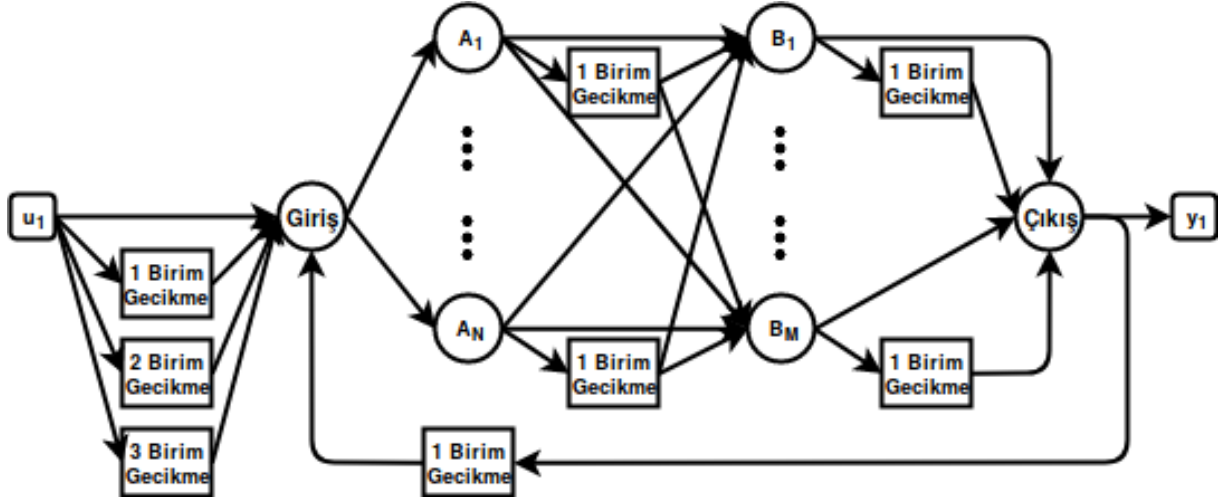 A1
B1
1 Birim
Gecikme
1 Birim
Gecikme
u1
Giriş
Çıkış
y1
1 Birim
Gecikme
AN
BM
2 Birim
Gecikme
1 Birim
Gecikme
1 Birim
Gecikme
3 Birim
Gecikme
1 Birim
Gecikme